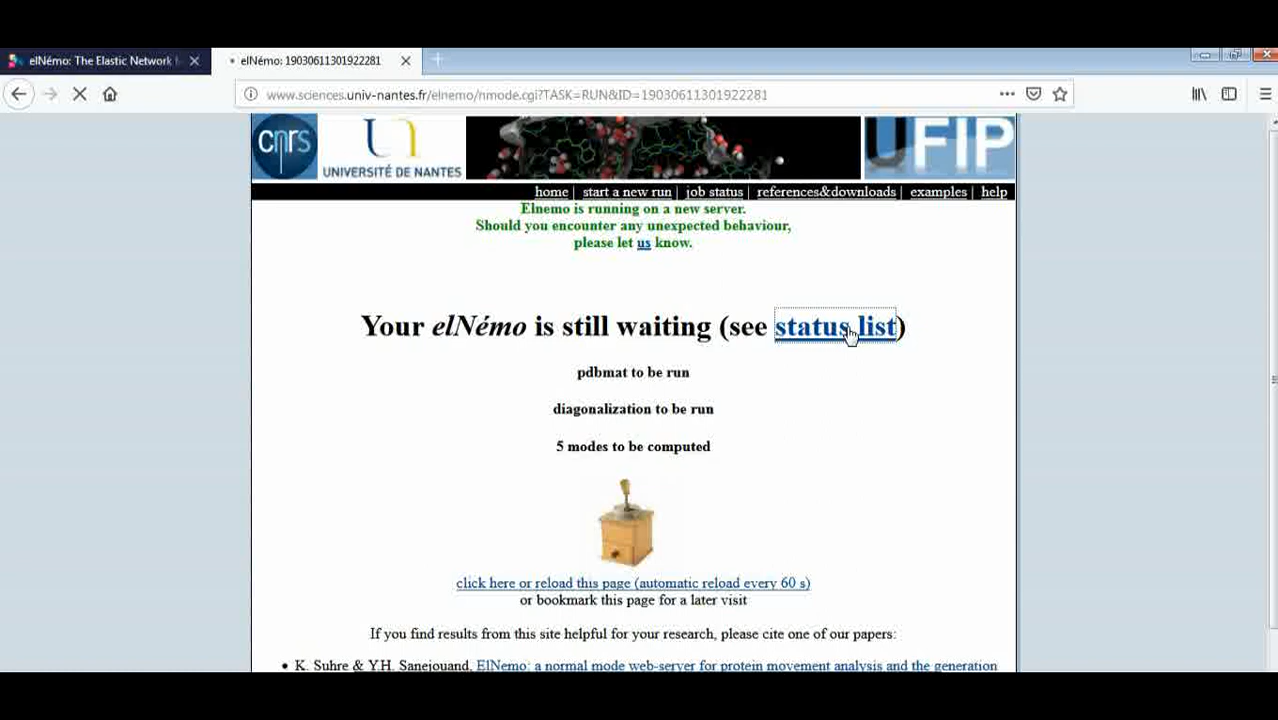 elNémo: The Elastic Network
elNémo: 19030611301922281
www.sciences.univ-nantes.fr/elnemo/nmode.cgi?TASK=RUN&ID=19030611301922281
cnrs
UNIVERSITÉ DE NANTES
UFIP
home | start a new run | job status | references&downloads | examples | help
Elnemo is running on a new server.
Should you encounter any unexpected behaviour,
please let us know.
Your elNémo is still waiting (see status list)
pdbmat to be run
diagonalization to be run
5 modes to be computed
click here or reload this page (automatic reload every 60 s)
or bookmark this page for a later visit
If you find results from this site helpful for your research, please cite one of our papers:
• K. Suhre & Y.H. Sanejouand, ElNemo: a normal mode web-server for protein movement analysis and the generation